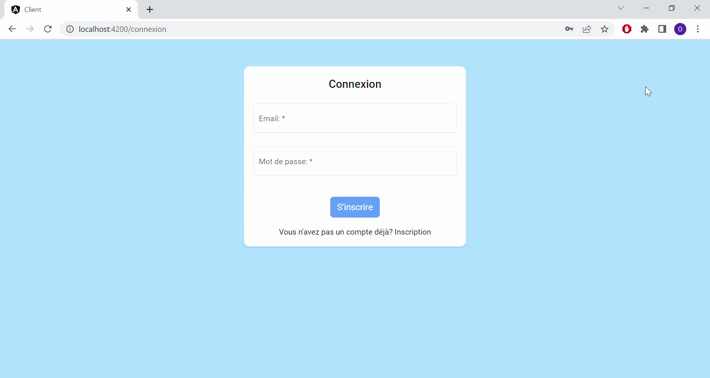 Client
localhost:4200/connexion
O
Connexion
Email: *
Mot de passe: *
S'inscrire
Vous n'avez pas un compte déjà? Inscription